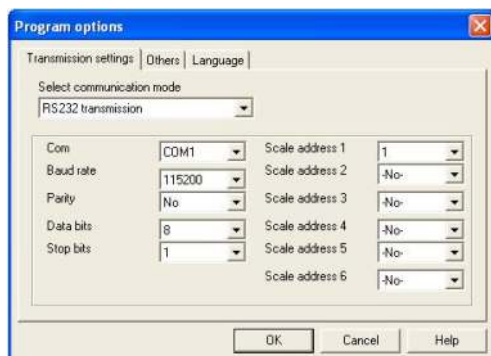 Program options
Transmission settings Others Language
Select communication mode
RS232 transmission
Com COM1 Scale address 1 1
Baud rate 115200 Scale address 2 -No-
Parity No Scale address 3 -No-
Data bits 8 Scale address 4 -No-
Stop bits 1 Scale address 5 -No-
Scale address 6 -No-
OK Cancel Help